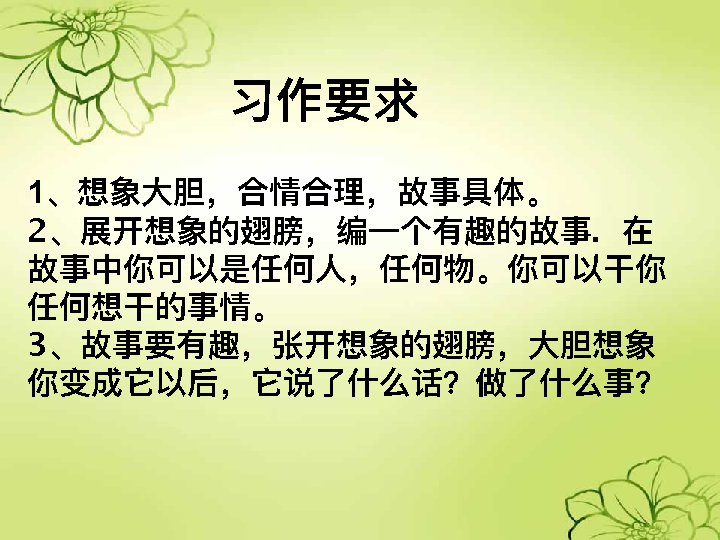 习作要求
1、想象大胆，合情合理，故事具体。
2、展开想象的翅膀，编一个有趣的故事．在
故事中你可以是任何人，任何物。你可以干你
任何想干的事情。
3、故事要有趣，张开想象的翅膀，大胆想象
你变成它以后，它说了什么话？做了什么事？